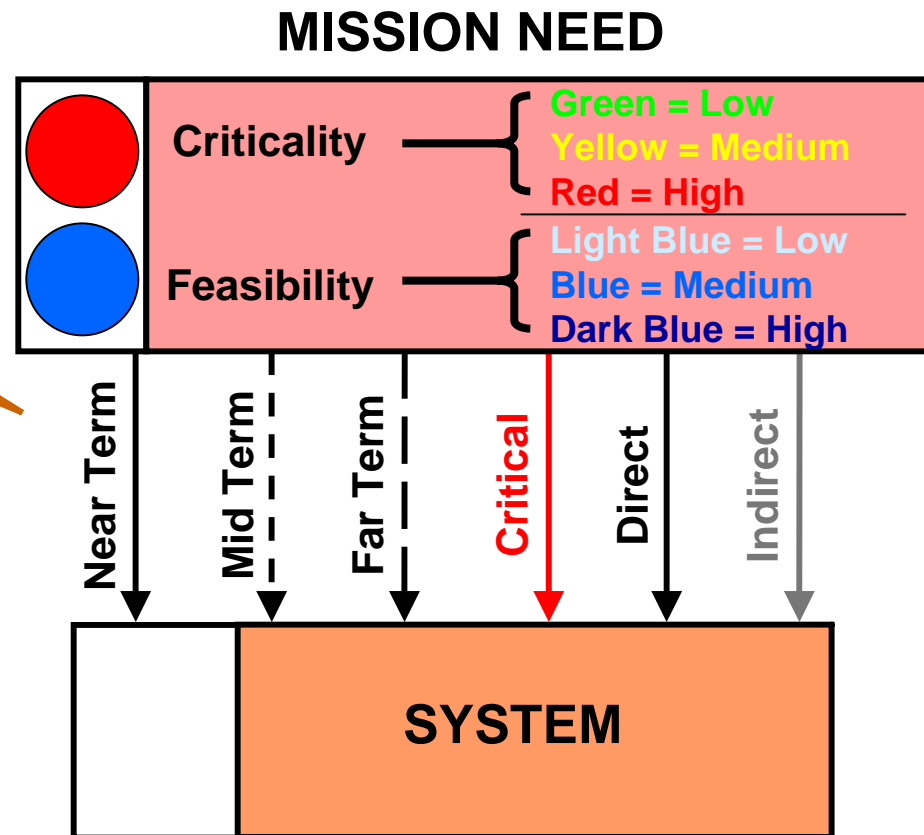 MISSION NEED
Criticality
Green = Low
Yellow = Medium
Red = High
Feasibility
Light Blue = Low
Blue = Medium
Dark Blue = High
Near Term
Mid Term
Far Term
Critical
Direct
Indirect
SYSTEM